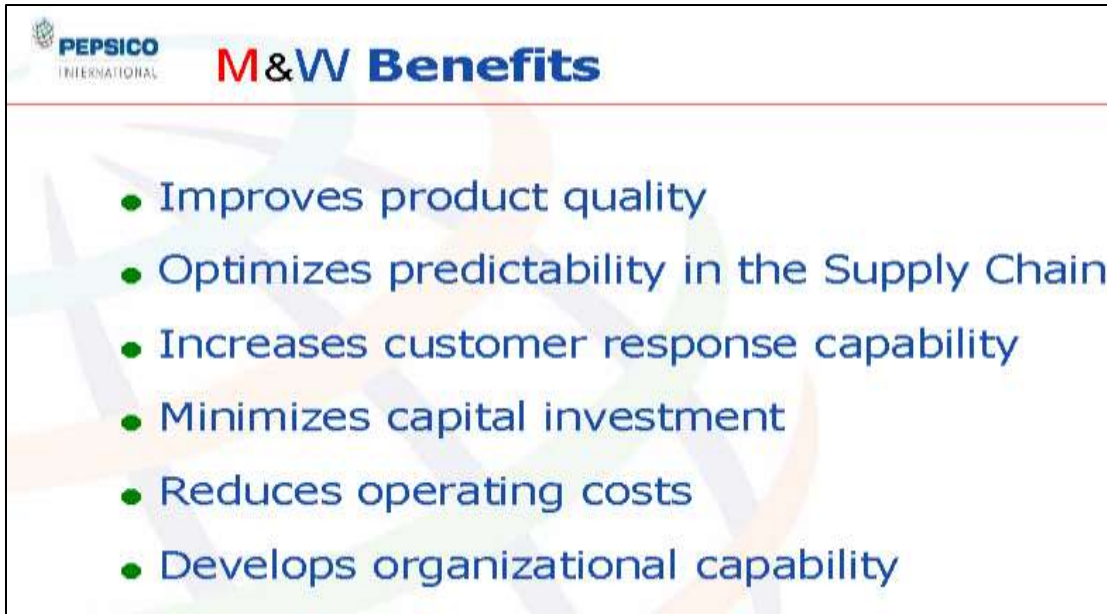 PEPSICO
INTERNATIONAL
M&W Benefits
Improves product quality
Optimizes predictability in the Supply Chain
Increases customer response capability
Minimizes capital investment
Reduces operating costs
Develops organizational capability